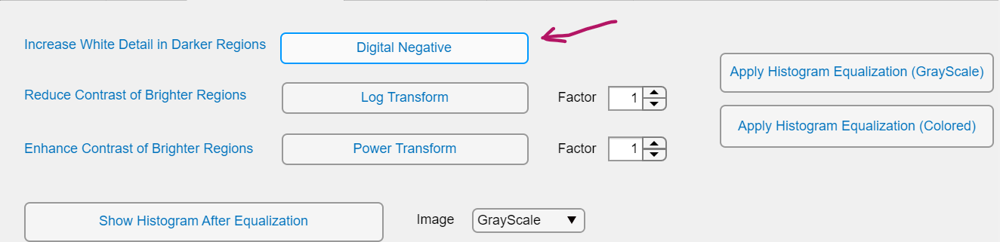 Increase White Detail in Darker Regions
Digital Negative
Reduce Contrast of Brighter Regions
Log Transform
Factor
1
Enhance Contrast of Brighter Regions
Power Transform
Factor
1
Apply Histogram Equalization (GrayScale)
Apply Histogram Equalization (Colored)
Show Histogram After Equalization
Image
GrayScale